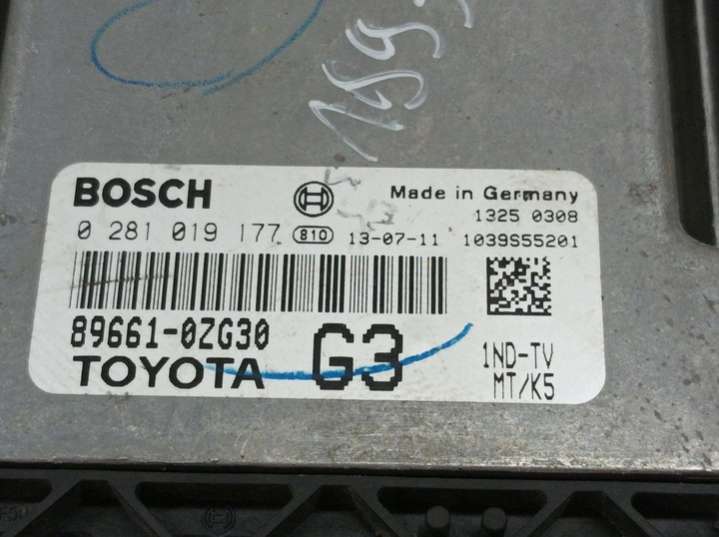 BOSCH Made in Germany
1325 0308
0 281 019 177 810 13-07-11 1039S55201
89661-0ZG30
TOYOTA G3
1ND-TV
MT/K5